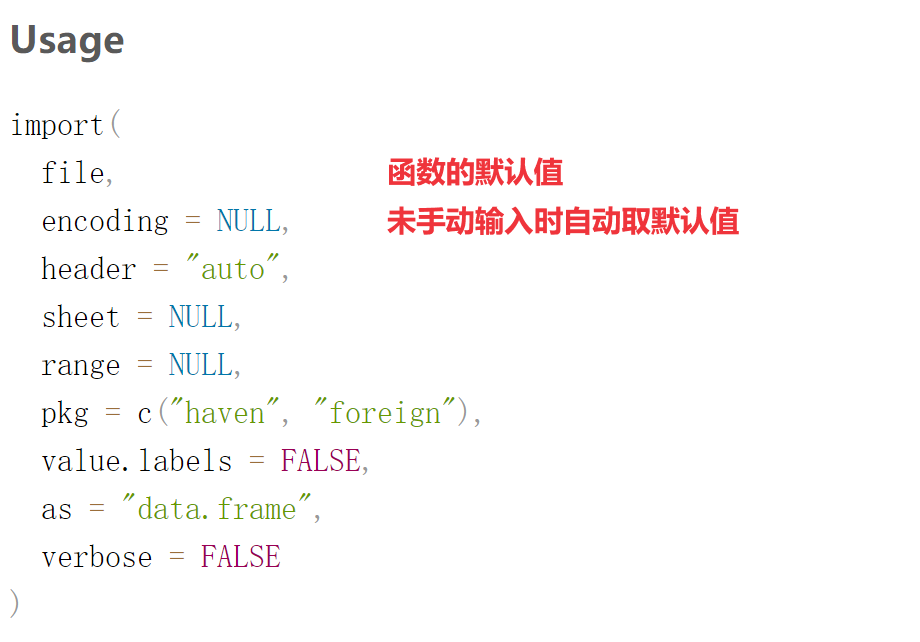 Usage
import(
file, 函数的默认值
encoding = NULL, 未手动输入时自动取默认值
header = "auto",
sheet = NULL,
range = NULL,
pkg = c("haven", "foreign"),
value.labels = FALSE,
as = "data.frame",
verbose = FALSE
)